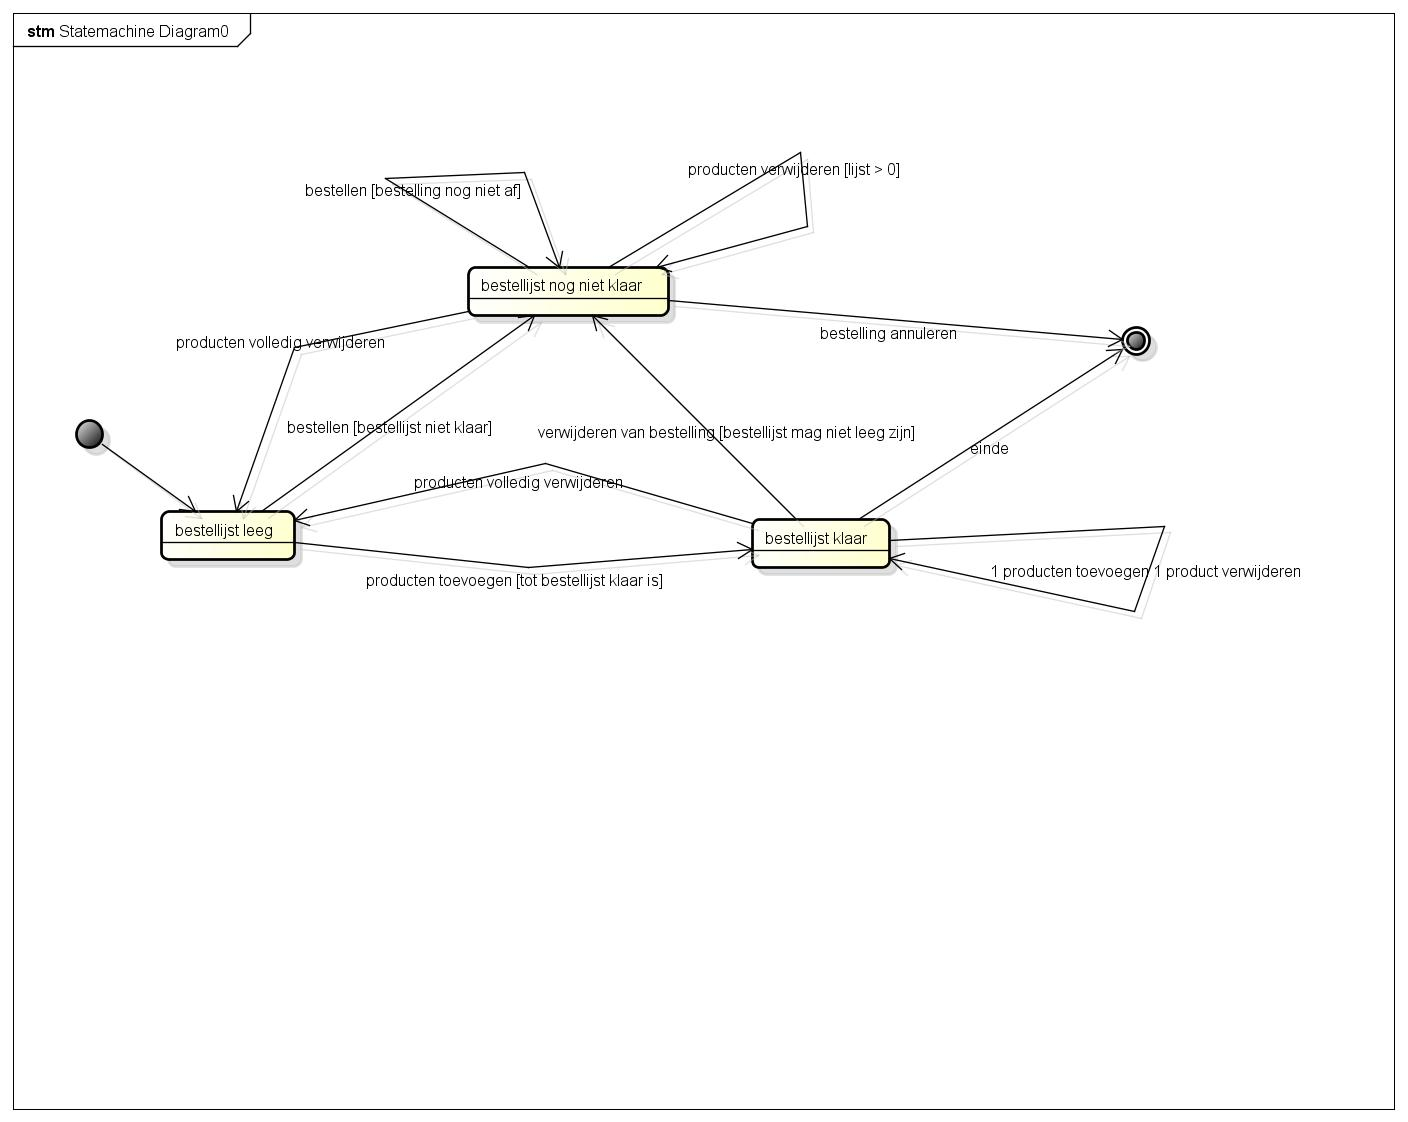 stm Statemachine Diagram0
producten verwijderen [lijst > 0]
bestellen [bestelling nog niet af]
bestellijst nog niet klaar
bestelling annuleren
producten volledig verwijderen
bestellen [bestellijst niet klaar]
verwijderen van bestelling [bestellijst mag niet leeg zijn]
einde
producten volledig verwijderen
bestellijst leeg
bestellijst klaar
1 producten toevoegen 1 product verwijderen
producten toevoegen [tot bestellijst klaar is]